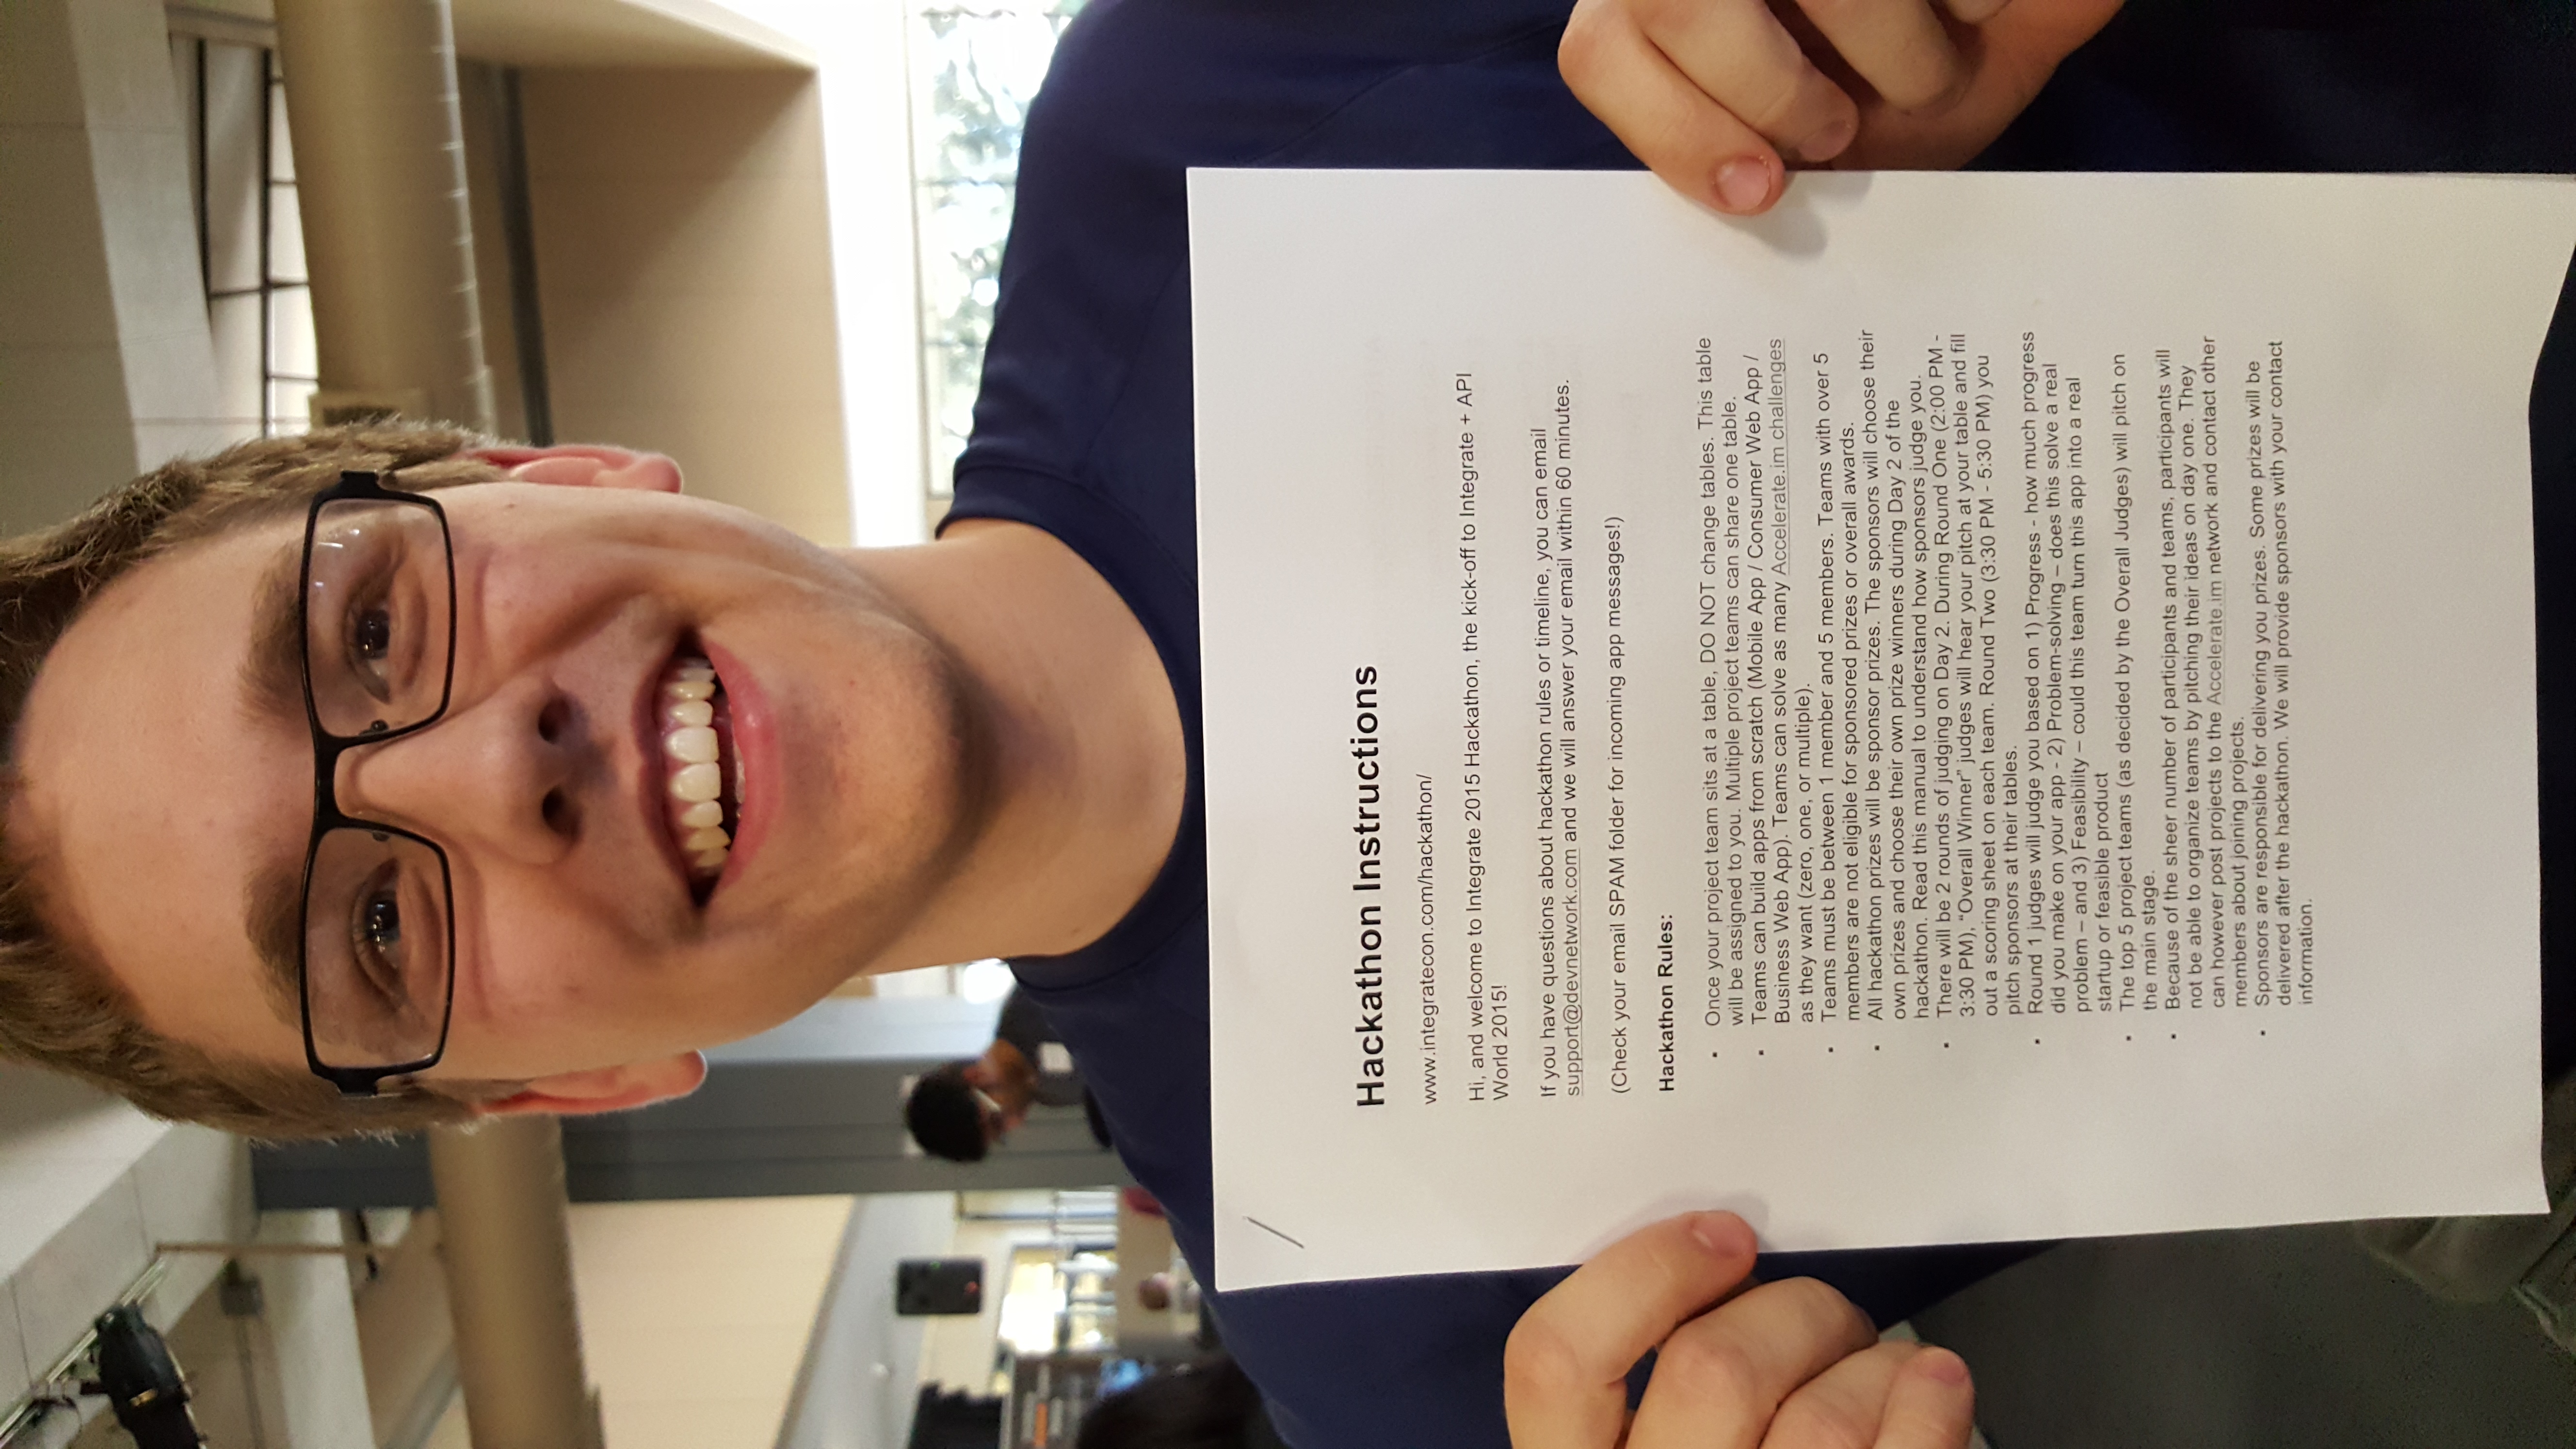 Hackathon Instructions
www.integratecon.com/hackathon/
Hi, and welcome to Integrate 2015 Hackathon, the kick-off to Integrate + API
World 2015!
If you have questions about hackathon rules or timeline, you can email
support@devnetwork.com and we will answer your email within 60 minutes.
(Check your email SPAM folder for incoming app messages!)
Hackathon Rules:
▪ Once your project team sits at a table, DO NOT change tables. This table
will be assigned to you. Multiple project teams can share one table.
▪ Teams can build apps from scratch (Mobile App / Consumer Web App /
Business Web App). Teams can solve as many Accelerate.im challenges
as they want (zero, one, or multiple).
▪ Teams must be between 1 member and 5 members. Teams with over 5
members are not eligible for sponsored prizes or overall awards.
▪ All hackathon prizes will be sponsor prizes. The sponsors will choose their
own prizes and choose their own prize winners during Day 2 of the
hackathon. Read this manual to understand how sponsors judge you.
▪ There will be 2 rounds of judging on Day 2. During Round One (2:00 PM -
3:30 PM), “Overall Winner” judges will hear your pitch at your table and fill
out a scoring sheet on each team. Round Two (3:30 PM - 5:30 PM) you
pitch sponsors at their tables.
▪ Round 1 judges will judge you based on 1) Progress - how much progress
did you make on your app - 2) Problem-solving – does this solve a real
problem – and 3) Feasibility – could this team turn this app into a real
startup or feasible product
▪ The top 5 project teams (as decided by the Overall Judges) will pitch on
the main stage.
▪ Because of the sheer number of participants and teams, participants will
not be able to organize teams by pitching their ideas on day one. They
can however post projects to the Accelerate.im network and contact other
members about joining projects.
▪ Sponsors are responsible for delivering you prizes. Some prizes will be
delivered after the hackathon. We will provide sponsors with your contact
information.